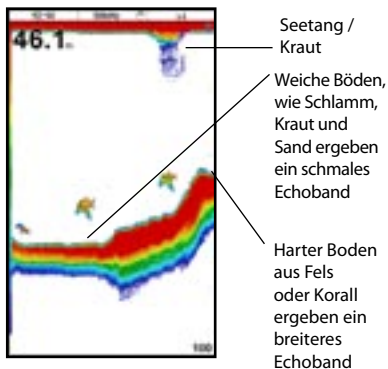 46.1
100
Seetang /
Kraut
Weiche Böden,
wie Schlamm,
Kraut und
Sand ergeben
ein schmales
Echoband
Harter Boden
aus Fels
oder Korall
ergeben ein
breiteres
Echoband